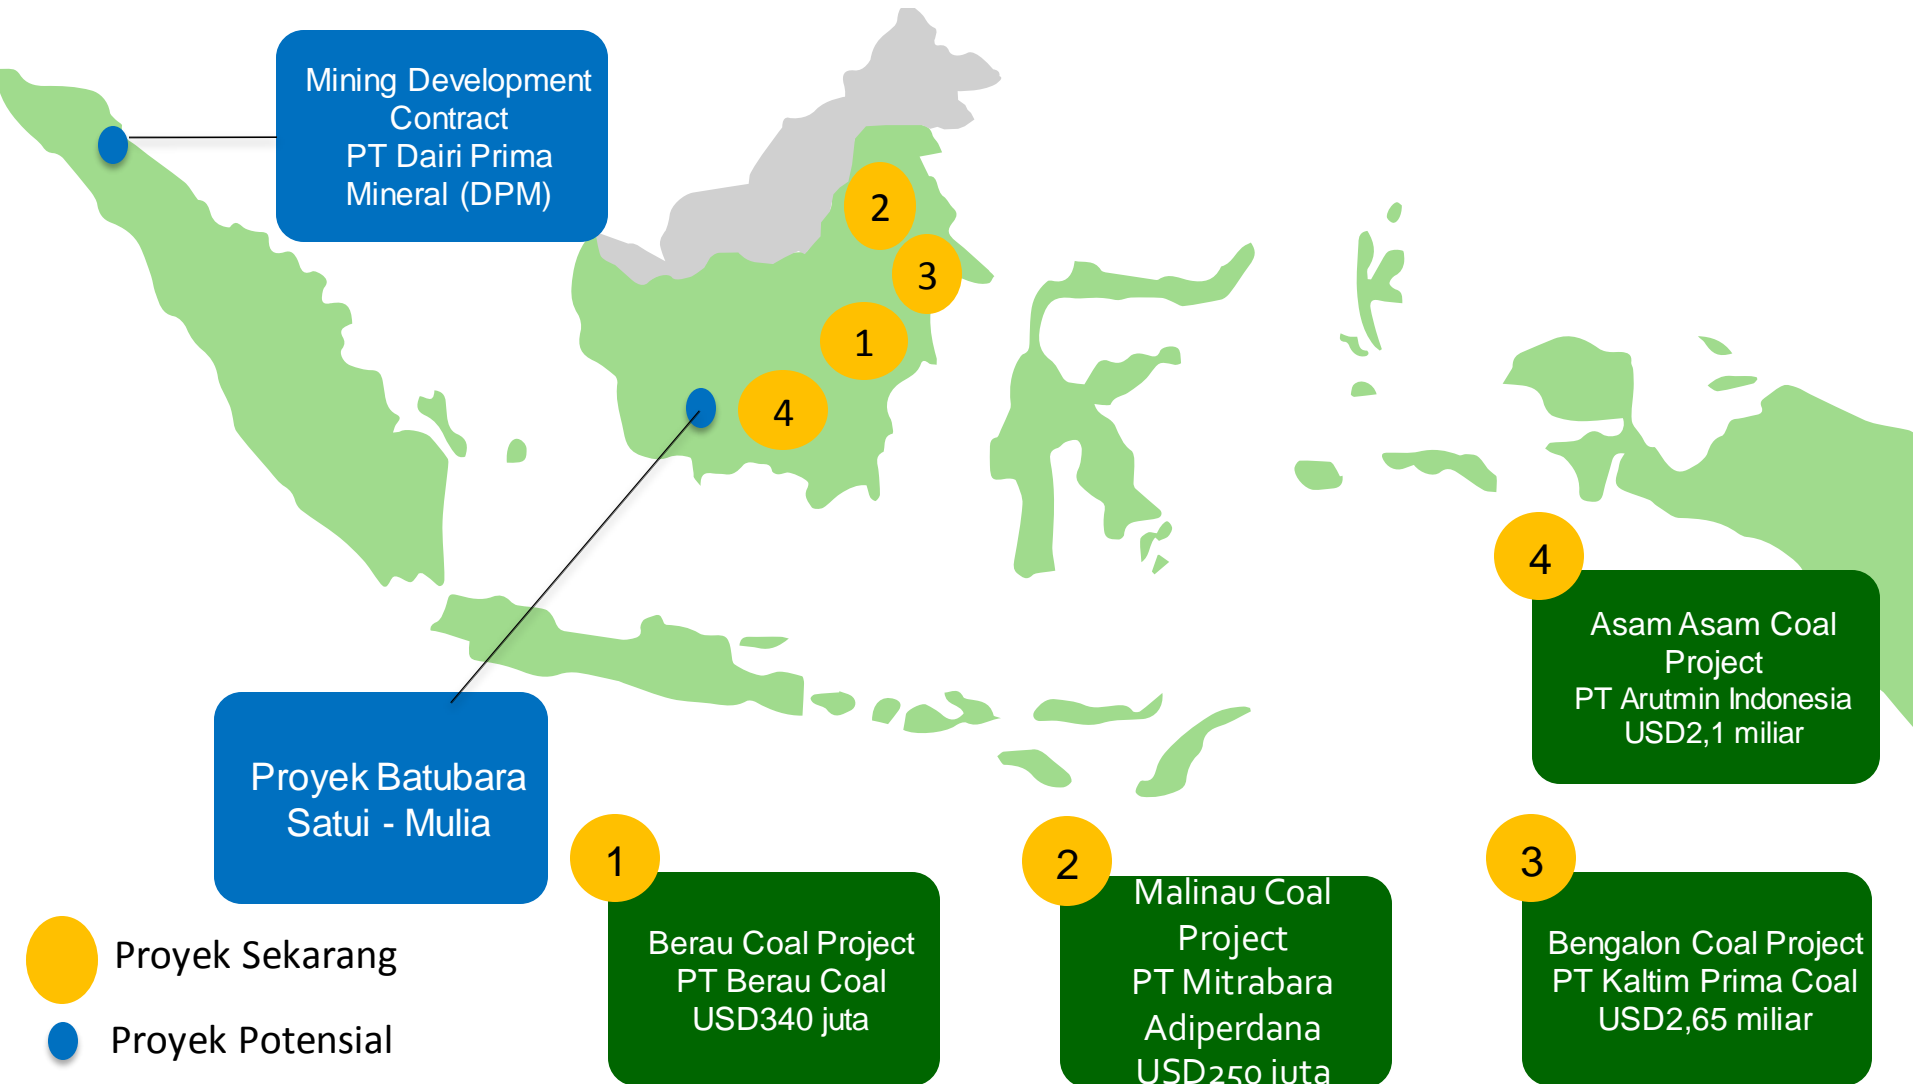 Mining Development
Contract
PT Dairi Prima
Mineral (DPM)
2
3
1
4
4
Asam Asam Coal
Project
PT Arutmin Indonesia
USD2,1 miliar
Proyek Batubara
Satui - Mulia
1
Berau Coal Project
PT Berau Coal
USD340 juta
2
Malinau Coal
Project
PT Mitrabara
Adiperdana
USD250 juta
3
Bengalon Coal Project
PT Kaltim Prima Coal
USD2,65 miliar
Proyek Sekarang
Proyek Potensial